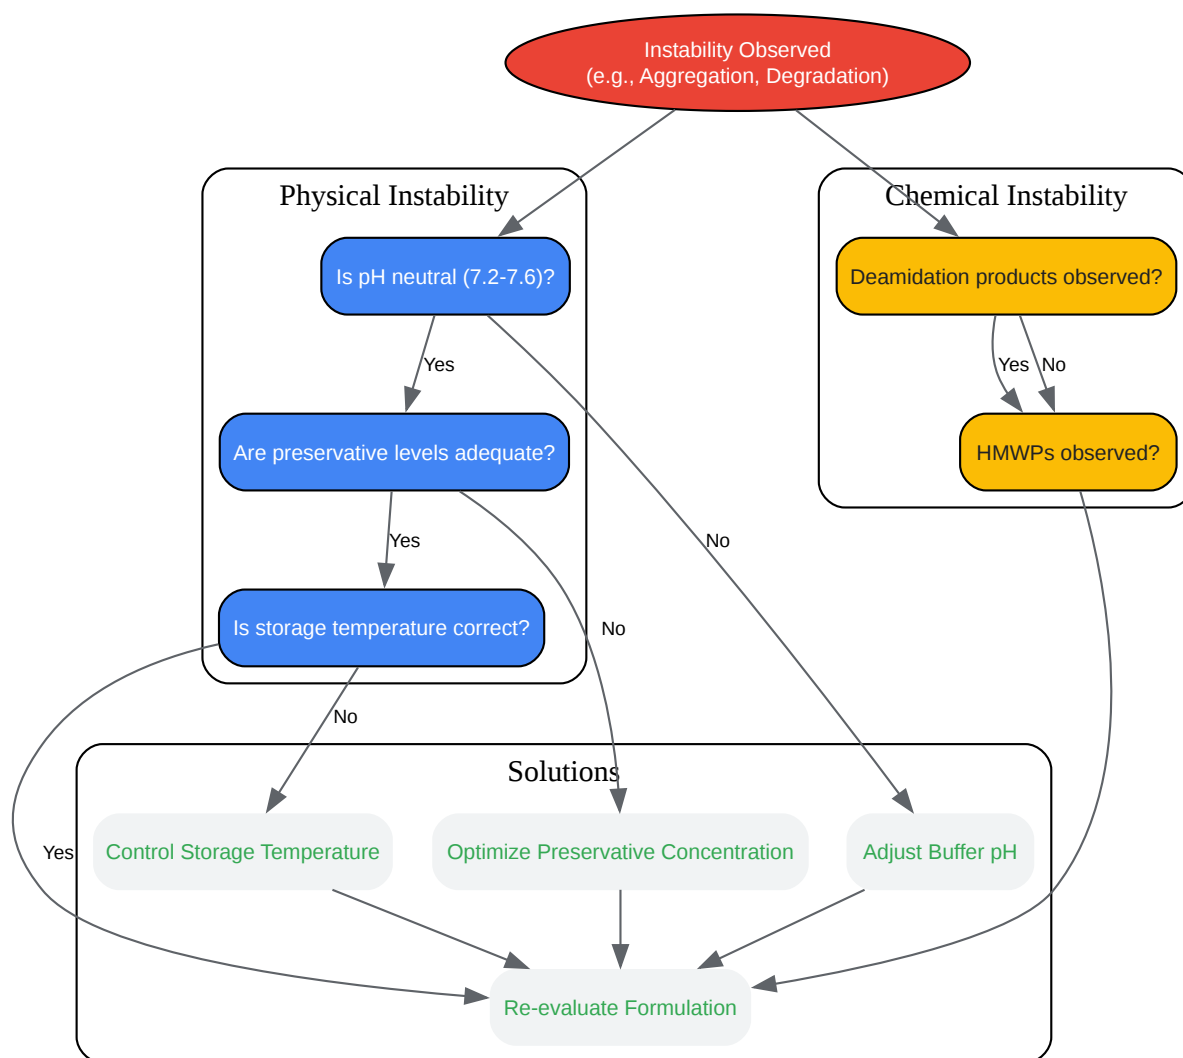 Instability Observed
(e.g., Aggregation, Degradation)
Physical Instability
Chemical Instability
Is pH neutral (7.2-7.6)?
Deamidation products observed?
Yes
Yes
No
Are preservative levels adequate?
HMWPs observed?
Yes
No
Is storage temperature correct?
No
No
Solutions
Yes
Control Storage Temperature
Optimize Preservative Concentration
Adjust Buffer pH
Re-evaluate Formulation